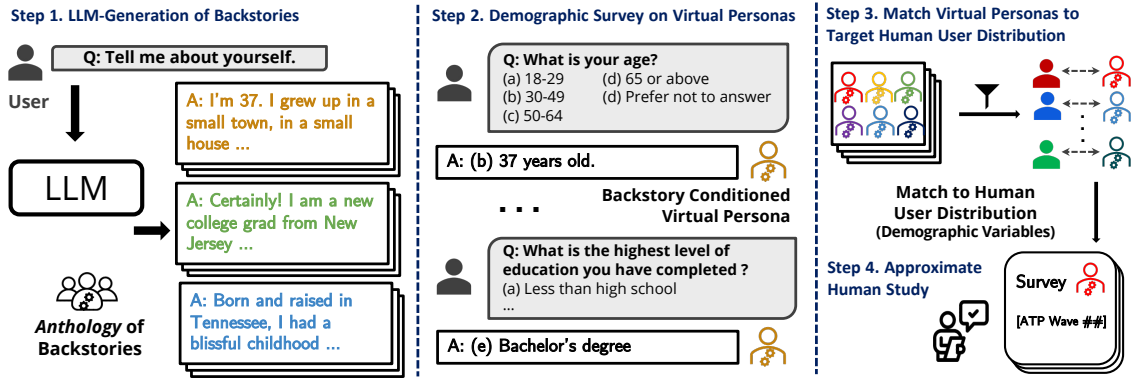 Step 1. LLM-Generation of Backstories
Q: Tell me about yourself.
User
A: I'm 37. I grew up in a
small town, in a small
house ...
LLM
A: Certainly! I am a new
college grad from New
Jersey ...
Anthology of
Backstories
A: Born and raised in
Tennessee, I had a
blissful childhood ...
Step 2. Demographic Survey on Virtual Personas
Q: What is your age?
(a) 18-29 (d) 65 or above
(b) 30-49 (d) Prefer not to answer
(c) 50-64
A: (b) 37 years old.
...
Backstory Conditioned
Virtual Persona
Q: What is the highest level of
education you have completed ?
(a) Less than high school
...
A: (e) Bachelor's degree
Step 3. Match Virtual Personas to
Target Human User Distribution
Match to Human
User Distribution
(Demographic Variables)
Step 4. Approximate
Human Study
Survey
[ATP Wave ##]